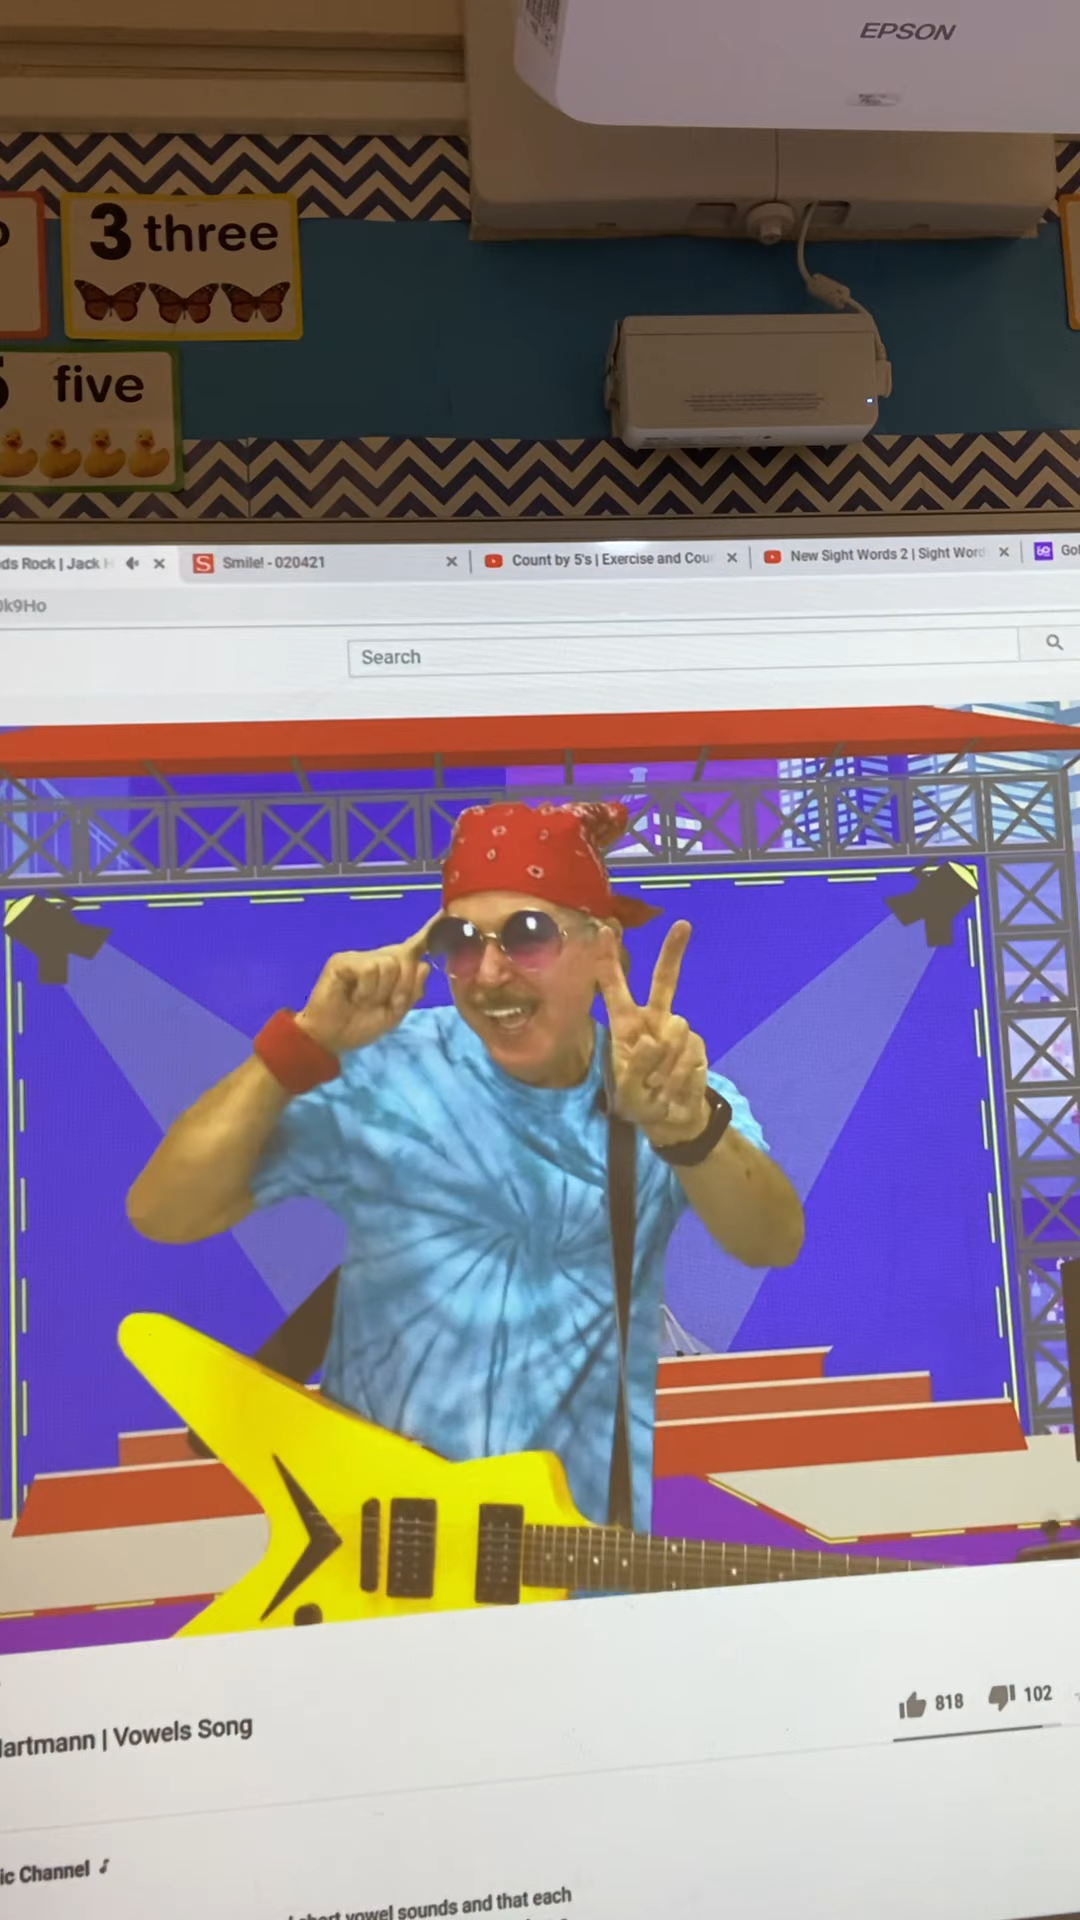 EPSON
3 three
five
ds Rock | Jack H
Smile! - 020421
Count by 5's | Exercise and Cou
New Sight Words 2 | Sight Word
Gol
0k9Ho
Search
818
102
artmann | Vowels Song
ic Channel
short vowel sounds and that each